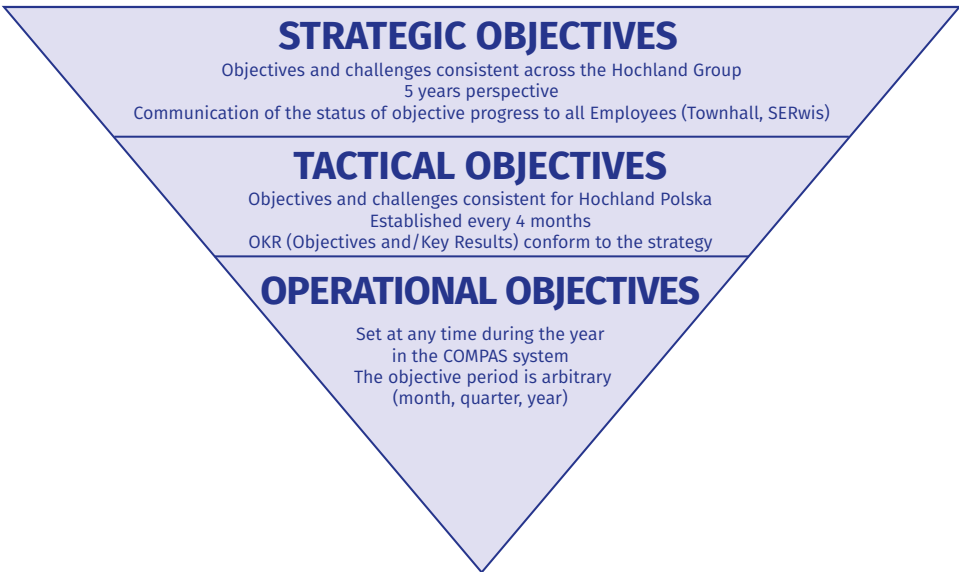 STRATEGIC OBJECTIVES
Objectives and challenges consistent across the Hochland Group
5 years perspective
Communication of the status of objective progress to all Employees (Townhall, SERwis)
TACTICAL OBJECTIVES
Objectives and challenges consistent for Hochland Polska
Established every 4 months
OKR (Objectives and/Key Results) conform to the strategy
OPERATIONAL OBJECTIVES
Set at any time during the year
in the COMPAS system
The objective period is arbitrary
(month, quarter, year)